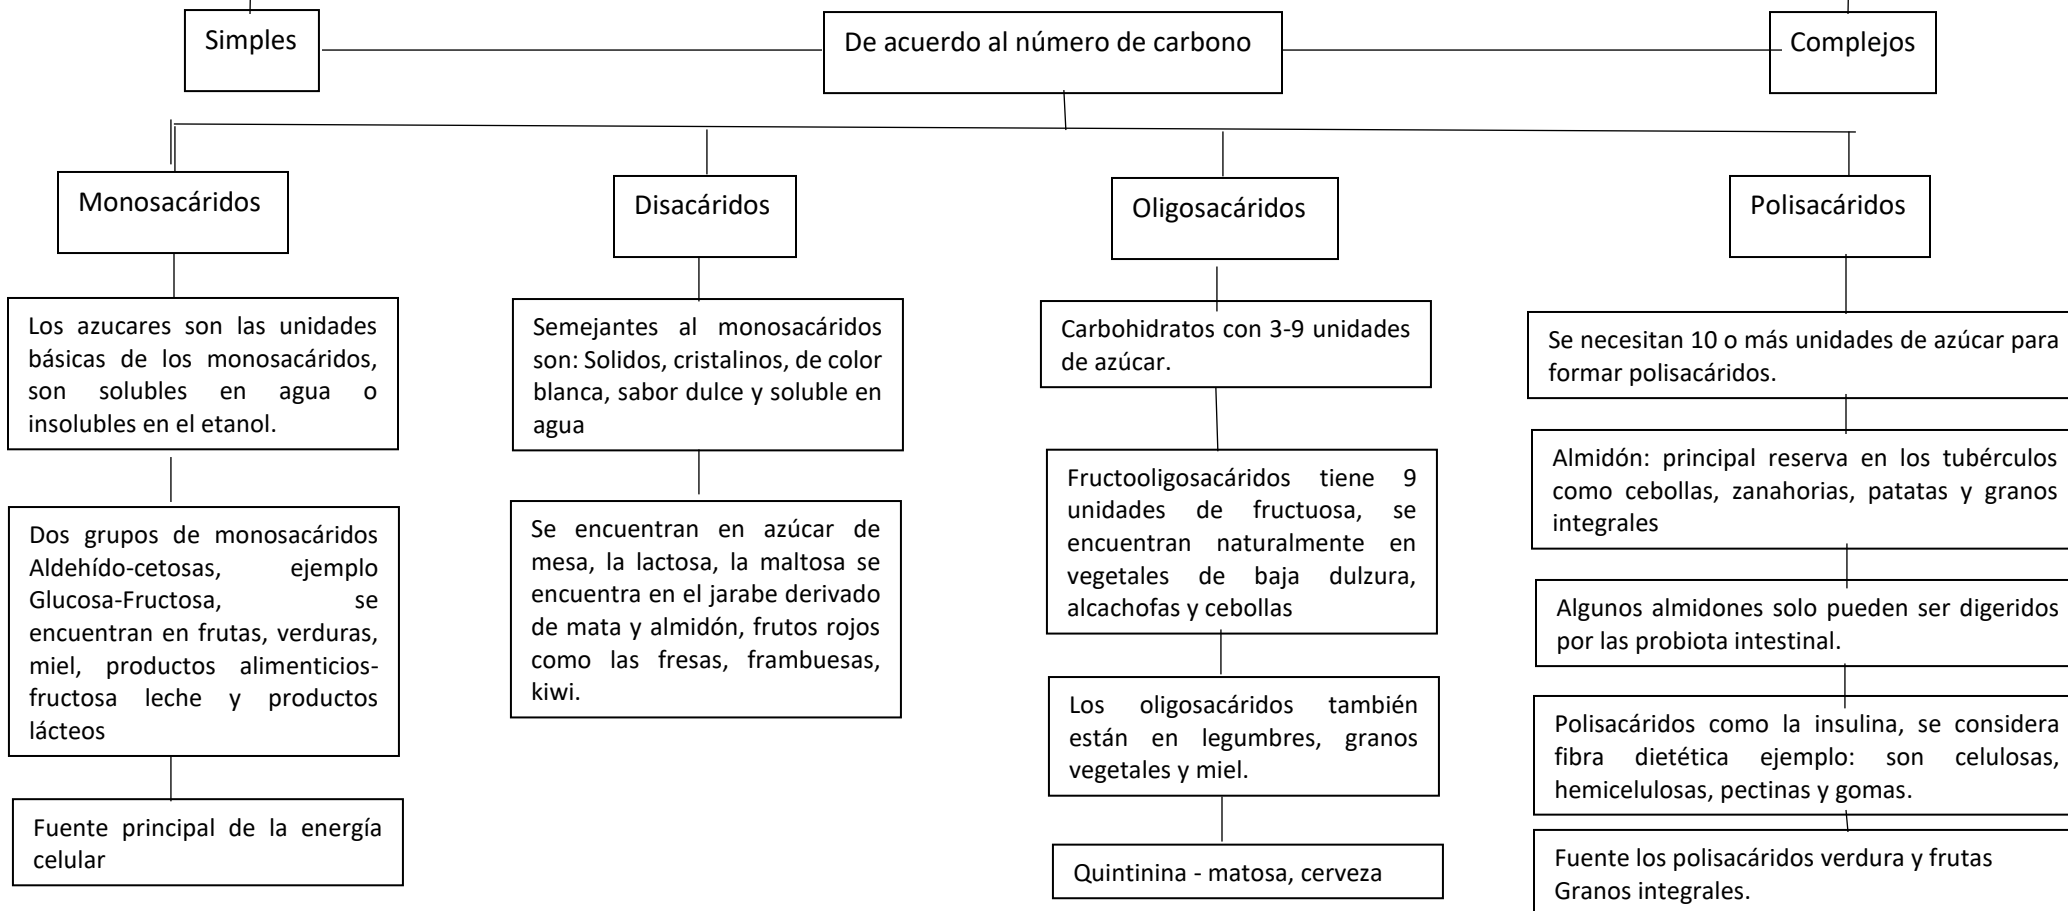 Simples
De acuerdo al número de carbono
Complejos
Monosacáridos
Disacáridos
Oligosacáridos
Polisacáridos
Los azucares son las unidades
básicas de los monosacáridos,
son solubles en agua o
insolubles en el etanol.
Dos grupos de monosacáridos
Aldehído-cetosas, ejemplo
Glucosa-Fructosa, se
encuentran en frutas, verduras,
miel, productos alimenticios-
fructosa leche y productos
lácteos
Fuente principal de la energía
celular
Semejantes al monosacáridos
son: Solidos, cristalinos, de color
blanca, sabor dulce y soluble en
agua
Se encuentran en azúcar de
mesa, la lactosa, la maltosa se
encuentra en el jarabe derivado
de mata y almidón, frutos rojos
como las fresas, frambuesas,
kiwi.
Carbohidratos con 3-9 unidades
de azúcar.
Fructooligosacáridos tiene 9
unidades de fructuosa, se
encuentran naturalmente en
vegetales de baja dulzura,
alcachofas y cebollas
Los oligosacáridos también
están en legumbres, granos
vegetales y miel.
Quintinina - matosa, cerveza
Se necesitan 10 o más unidades de azúcar para
formar polisacáridos.
Almidón: principal reserva en los tubérculos
como cebollas, zanahorias, patatas y granos
integrales
Algunos almidones solo pueden ser digeridos
por las probiota intestinal.
Polisacáridos como la insulina, se considera
fibra dietética ejemplo: son celulosas,
hemicelulosas, pectinas y gomas.
Fuente los polisacáridos verdura y frutas
Granos integrales.